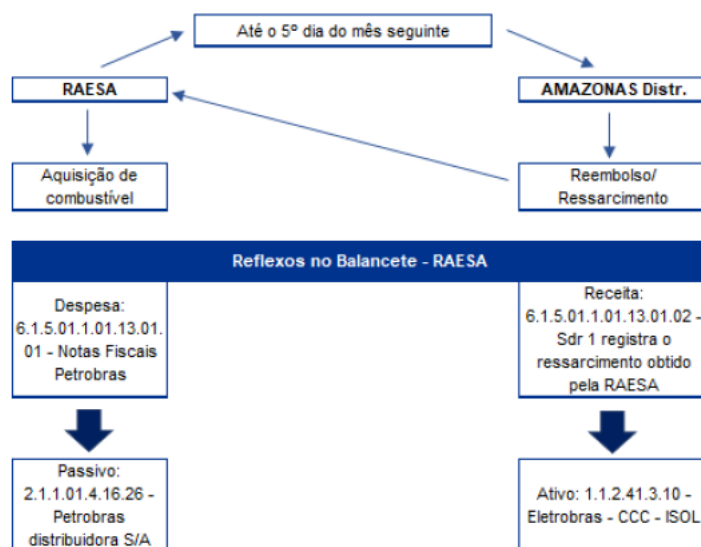 Até o 5º dia do mês seguinte
RAESA
AMAZONAS Distr.
Aquisição de
combustível
Reembolso/
Ressarcimento
Reflexos no Balancete - RAESA
Despesa:
6.1.5.01.1.01.13.01.
01 - Notas Fiscais
Petrobras
Receita:
6.1.5.01.1.01.13.01.02 -
Sdr 1 registra o
ressarcimento obtido
pela RAESA
Passivo:
2.1.1.01.4.16.26 -
Petrobras
distribuidora S/A
Ativo: 1.1.2.41.3.10 -
Eletrobras - CCC - ISOL